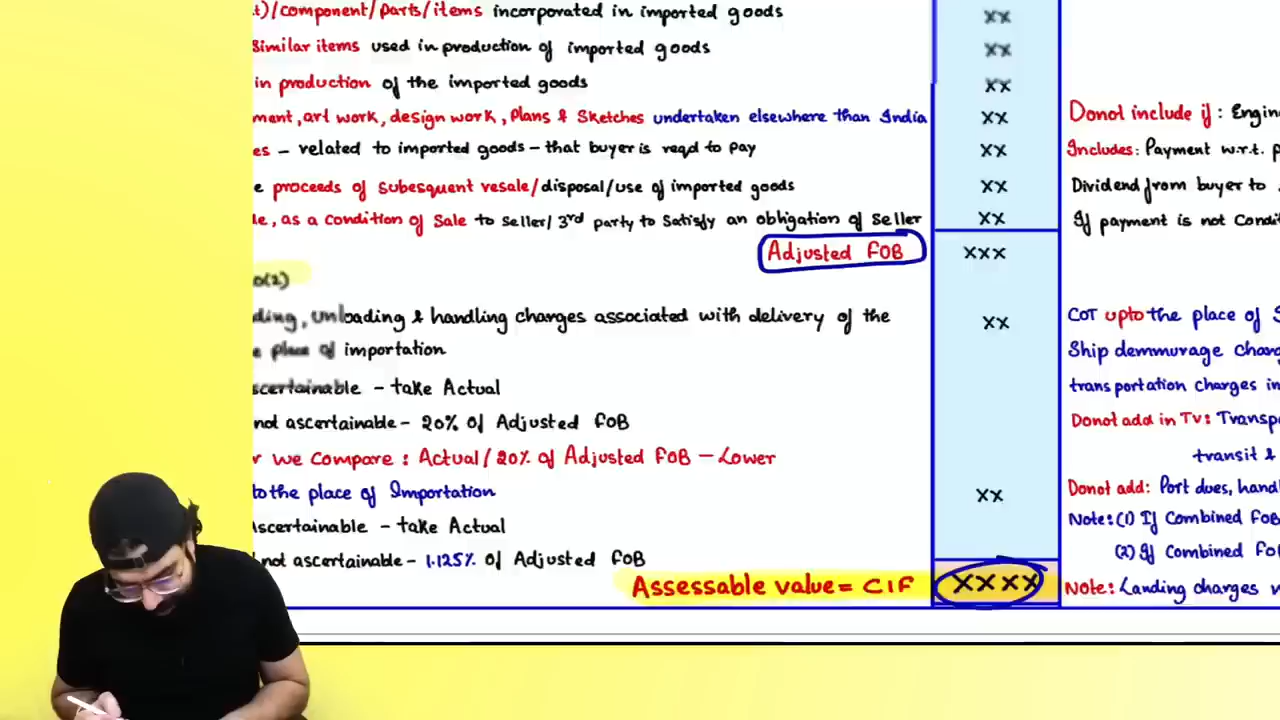 t)/component/parts/items incorporated in imported goods XX
Similar items used in production of imported goods XX
in production of the imported goods XX
ment, art work, design work, Plans & Sketches undertaken elsewhere than India XX Donot include if: Engin
es - related to imported goods - that buyer is reqd to pay XX Includes: Payment w.r.t. p
e proceeds of subesquent resale/disposal/use of imported goods XX Dividend from buyer to
le, as a condition of Sale to Seller/3rd party to Satisfy an obligation of seller XX If payment is not Condi
Adjusted FOB XXX
0(2)
ding, unloading & handling charges associated with delivery of the XX COT upto the place of
e place of importation Ship demmurage charg
scertainable - take Actual transportation charges in
not ascertainable - 20% of Adjusted FOB Donot add in TV: Transpo
r we Compare: Actual/20% of Adjusted FOB - Lower transit &
to the place of Importation XX Donot add: Port dues, hand
Ascertainable - take Actual Note: (1) If Combined FOB
not ascertainable - 1.125% of Adjusted FOB (2) If Combined FO
Assessable value = CIF XXXX Note: Landing charges